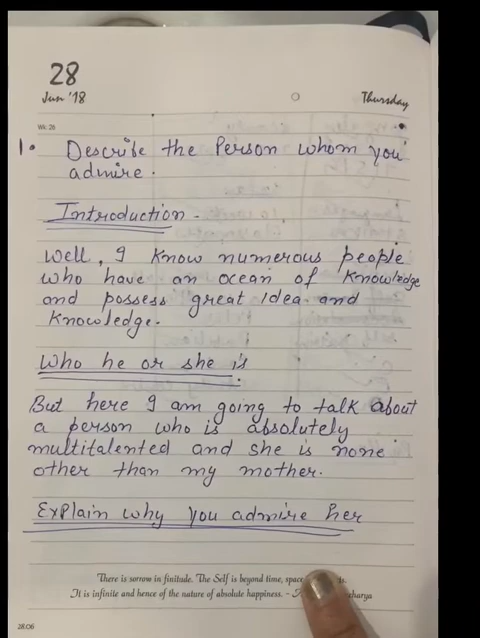 28
Jun '18
Thursday
Wk-26
1. Describe the Person whom you
admire.
Introduction -
Well, I know numerous people
who have an ocean of knowledge
and possess great idea and
knowledge.
Who he or she is
But here I am going to talk about
a person who is absolutely
multitalented and she is none
other than my mother.
Explain why you admire her
There is sorrow in finitude. The Self is beyond time, space
It is infinite and hence of the nature of absolute happiness. -
28:06